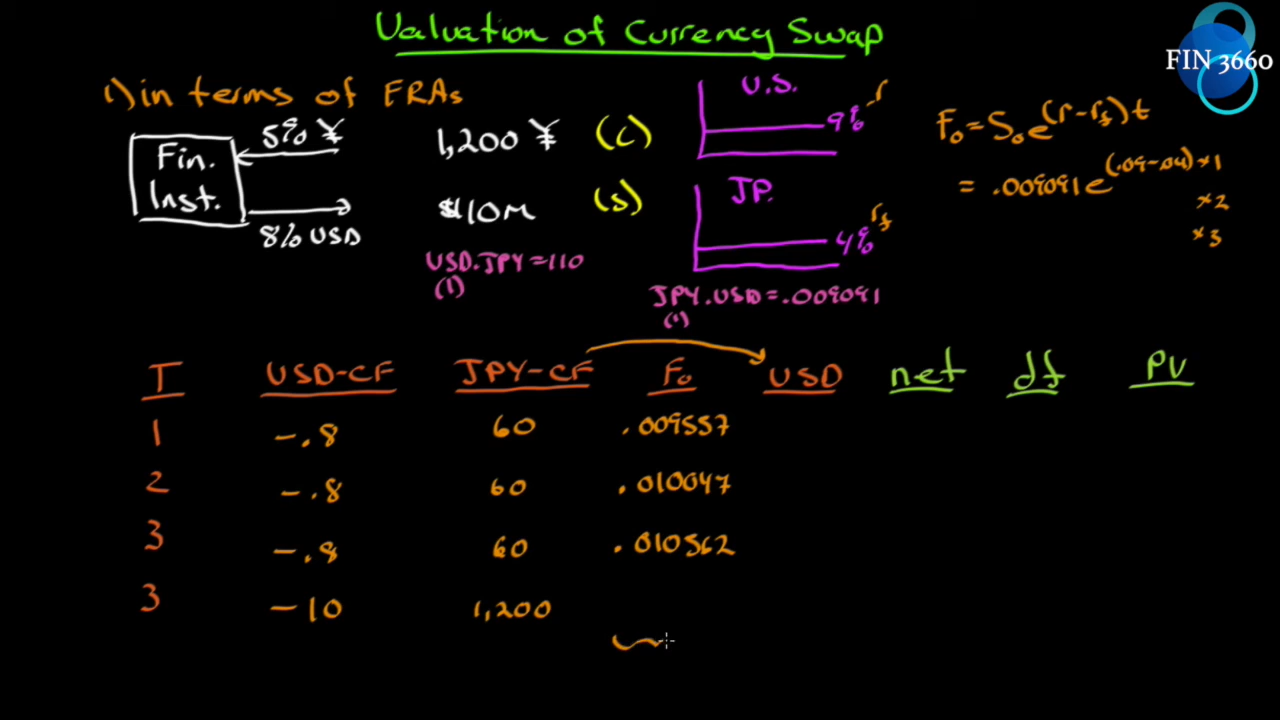 Valuation of Currency Swap
FIN 3660
1) in terms of FRAs
Fin.
Inst.
5% ¥
8% USD
1,200 ¥ (c)
$10M (s)
USD.JPY = 110
(1)
U.S.
9% r
JP.
4% rf
JPY.USD = .009091
(1)
F₀ = S₀e^(r-rf)t
= .009091e^(.09-.04)*1
*2
*3
T USD-CF JPY-CF F₀ USD net df PV
1 -.8 60 .009557
2 -.8 60 .010047
3 -.8 60 .010562
3 -10 1,200